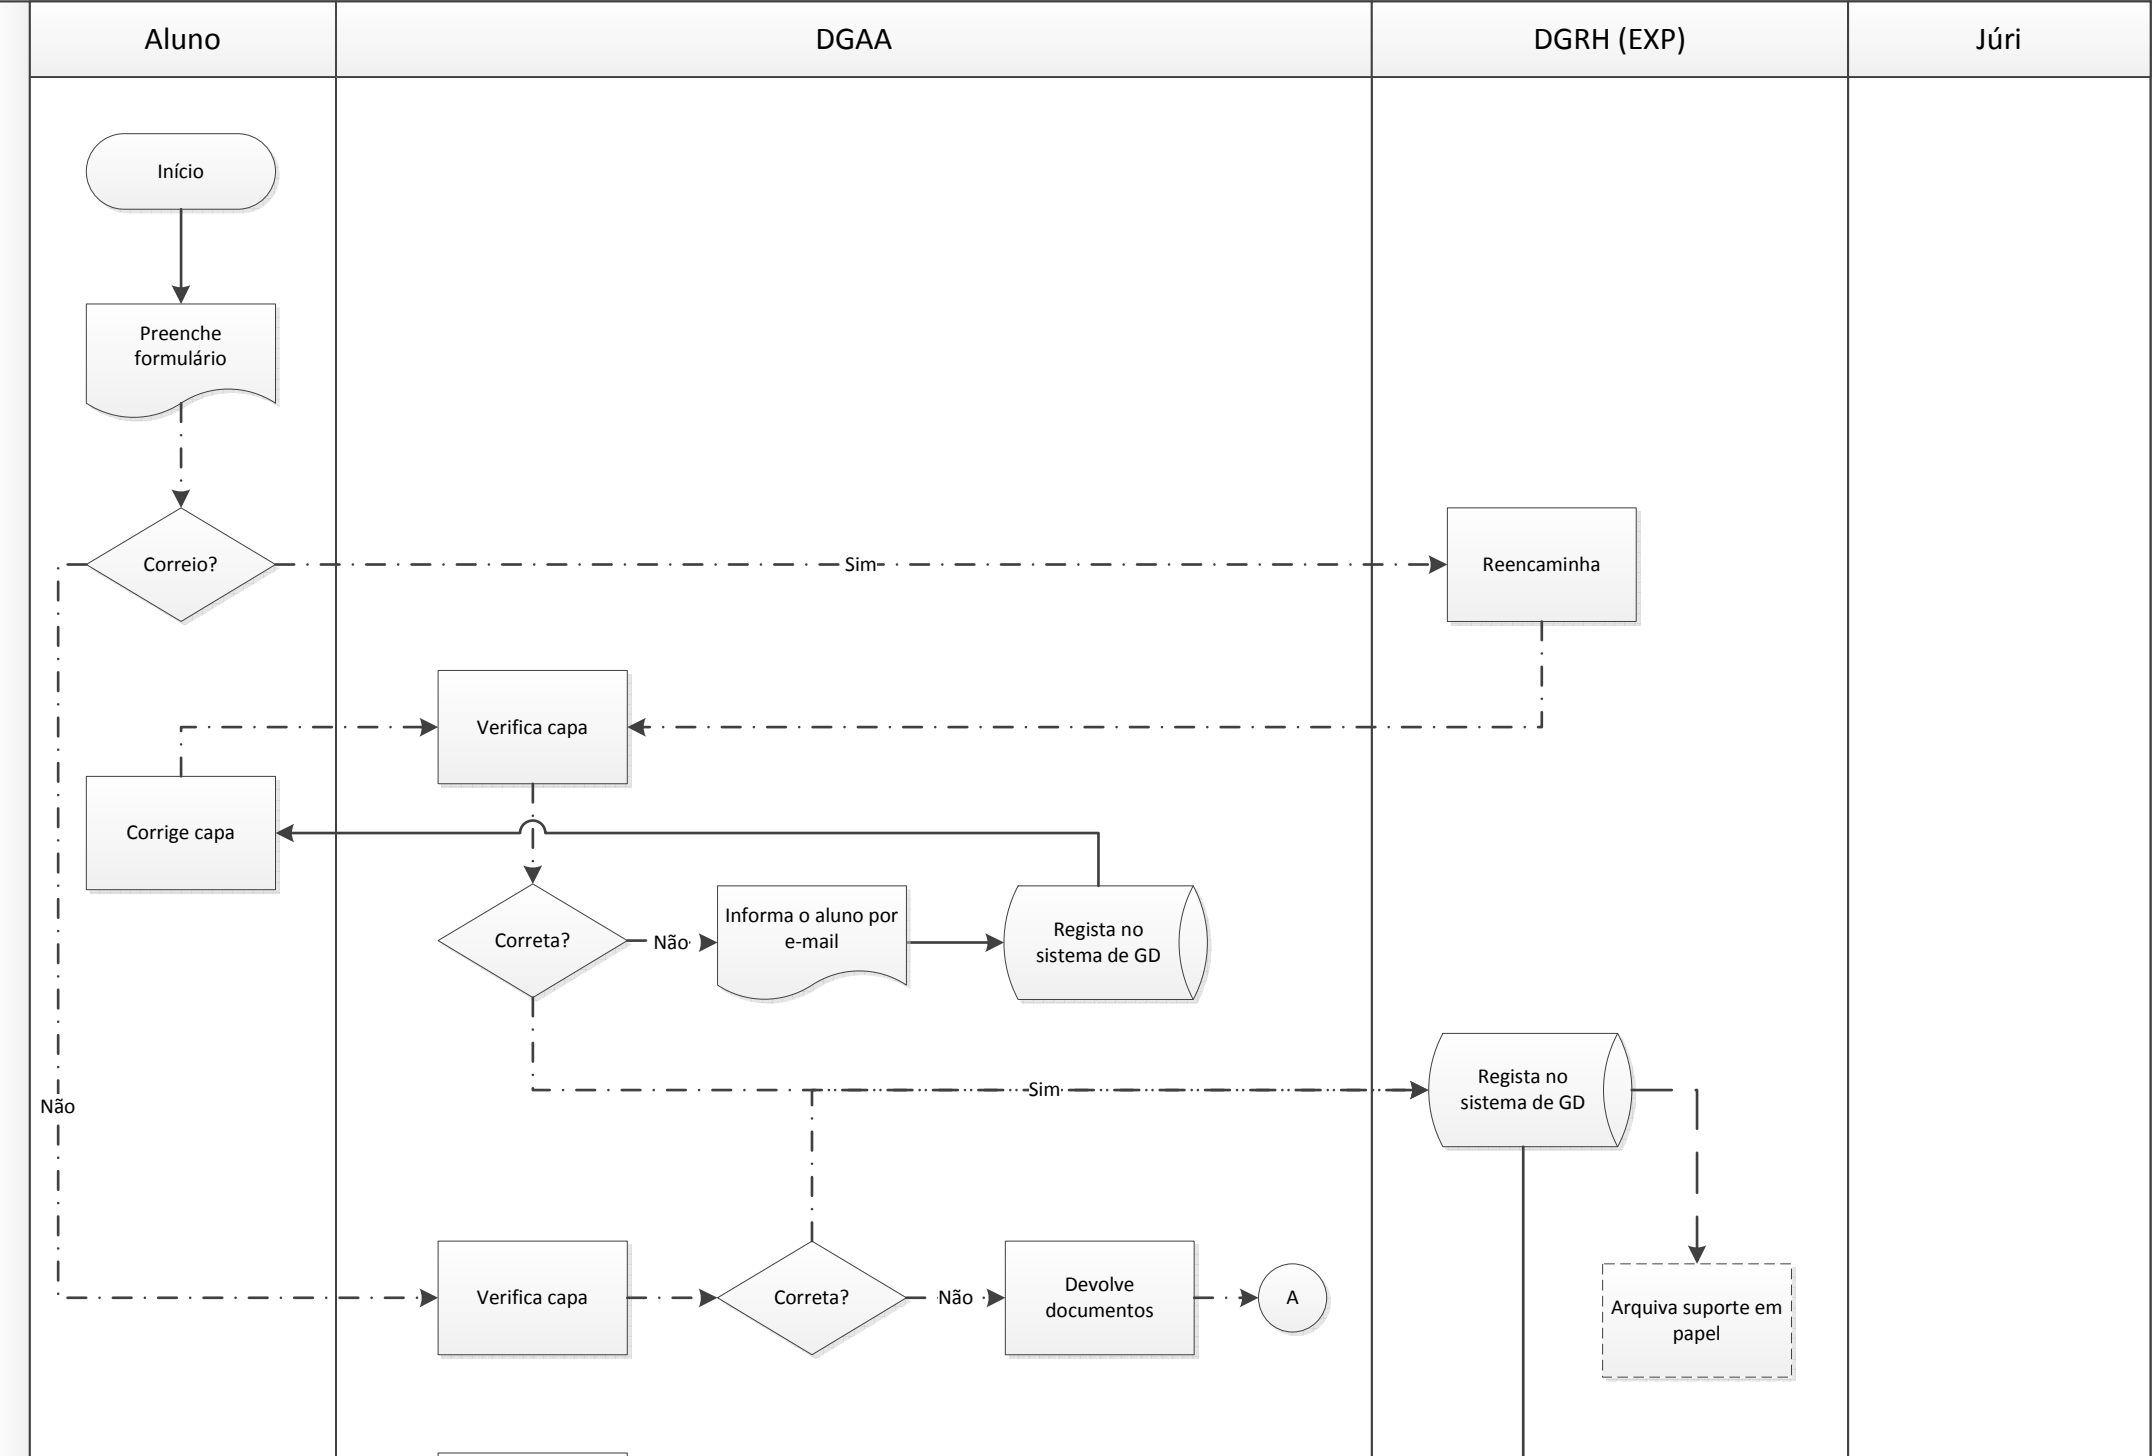 Aluno
DGAA
DGRH (EXP)
Júri
Início
Preenche
formulário
Correio?
Sim
Reencaminha
Verifica capa
Corrige capa
Correta?
Não
Informa o aluno por
e-mail
Regista no
sistema de GD
Sim
Regista no
sistema de GD
Não
Verifica capa
Correta?
Não
Devolve
documentos
A
Arquiva suporte em
papel